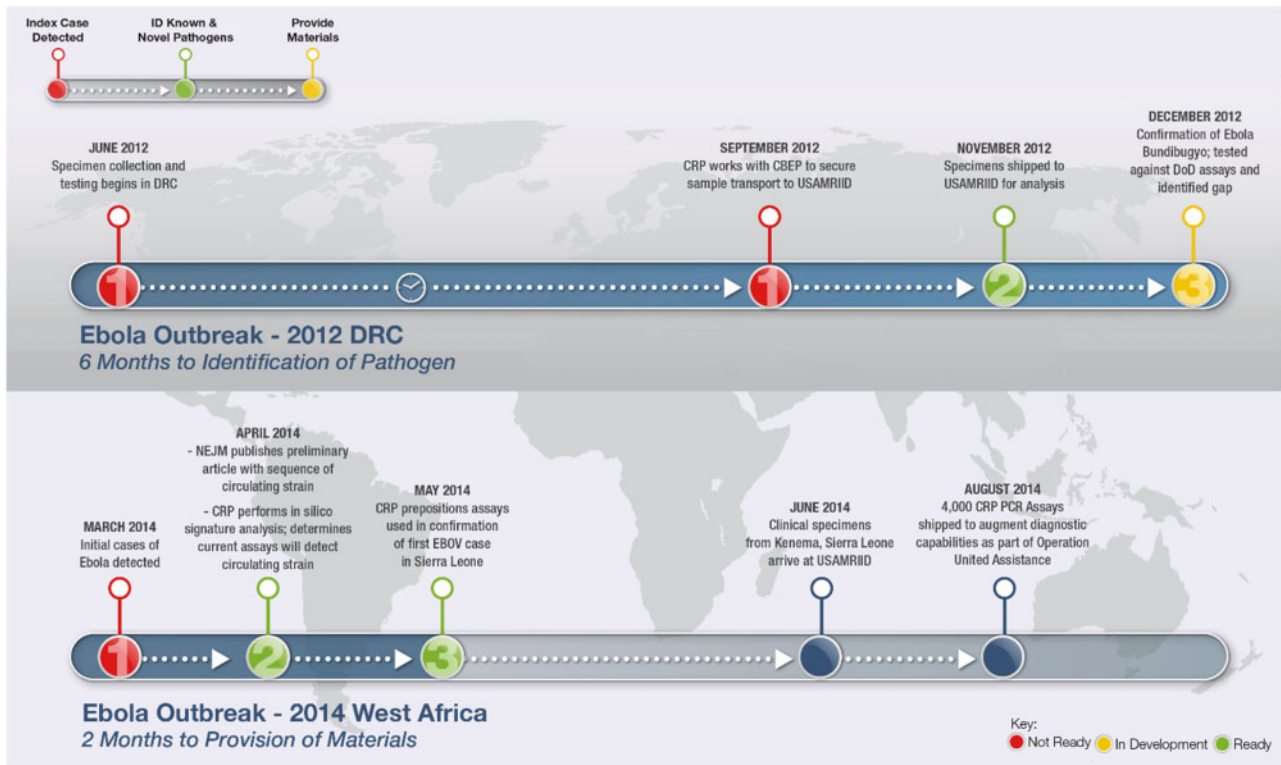 Index Case
Detected
ID Known &
Novel Pathogens
Provide
Materials
JUNE 2012
Specimen collection and
testing begins in DRC
SEPTEMBER 2012
CRP works with CBEP to secure
sample transport to USAMRIID
NOVEMBER 2012
Specimens shipped to
USAMRIID for analysis
DECEMBER 2012
Confirmation of Ebola
Bundibugyo; tested
against DoD assays and
identified gap
1
1
2
3
Ebola Outbreak - 2012 DRC
6 Months to Identification of Pathogen
MARCH 2014
Initial cases of
Ebola detected
APRIL 2014
- NEJM publishes preliminary
article with sequence of
circulating strain
- CRP performs in silico
signature analysis; determines
current assays will detect
circulating strain
MAY 2014
CRP prepositions assays
used in confirmation
of first EBOV case
in Sierra Leone
JUNE 2014
Clinical specimens
from Kenema, Sierra Leone
arrive at USAMRIID
AUGUST 2014
4,000 CRP PCR Assays
shipped to augment diagnostic
capabilities as part of Operation
United Assistance
1
2
3
Ebola Outbreak - 2014 West Africa
2 Months to Provision of Materials
Key:
Not Ready In Development Ready